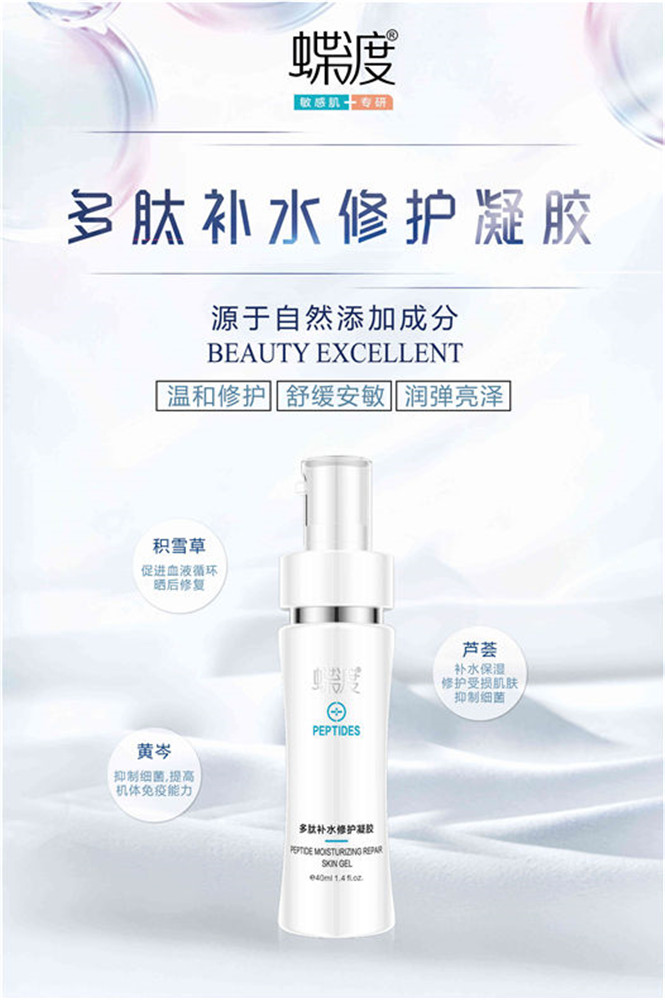 蝶渡®
敏感肌+专研
多肽补水修护凝胶
源于自然添加成分
BEAUTY EXCELLENT
温和修护 舒缓安敏 润弹亮泽
积雪草
促进血液循环
晒后修复
芦荟
补水保湿
修护受损肌肤
抑制细菌
黄岑
抑制细菌,提高
机体免疫能力
蝶渡®
PEPTIDES
多肽补水修护凝胶
PEPTIDE MOISTURIZING REPAIR
SKIN GEL
℮40ml 1.4 fl.oz.